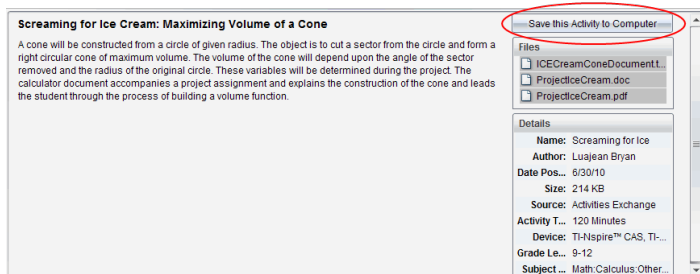 Screaming for Ice Cream: Maximizing Volume of a Cone
A cone will be constructed from a circle of given radius. The object is to cut a sector from the circle and form a
right circular cone of maximum volume. The volume of the cone will depend upon the angle of the sector
removed and the radius of the original circle. These variables will be determined during the project. The
calculator document accompanies a project assignment and explains the construction of the cone and leads
the student through the process of building a volume function.
Save this Activity to Computer
Files
ICECreamConeDocument.t...
ProjectIceCream.doc
ProjectIceCream.pdf
Details
Name: Screaming for Ice
Author: Luajean Bryan
Date Pos... 6/30/10
Size: 214 KB
Source: Activities Exchange
Activity T... 120 Minutes
Device: TI-Nspire™ CAS, TI-...
Grade Le... 9-12
Subject ... Math:Calculus:Other...